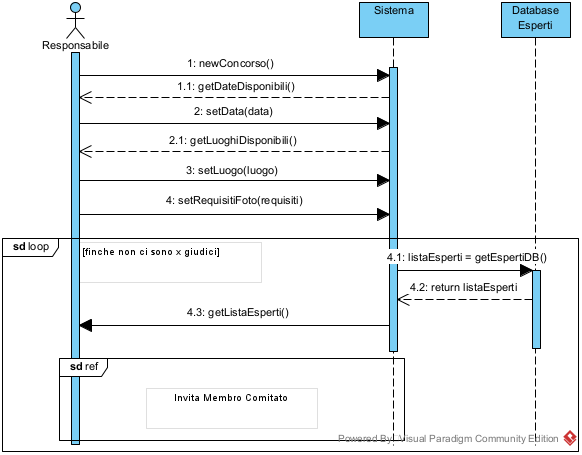 Responsabile
Sistema
Database
Esperti
1: newConcorso()
1.1: getDateDisponibili()
2: setData(data)
2.1: getLuoghiDisponibili()
3: setLuogo(luogo)
4: setRequisitiFoto(requisiti)
sd loop
[finche non ci sono x giudici]
4.1: listaEsperti = getEspertiDB()
4.2: return listaEsperti
4.3: getListaEsperti()
sd ref
Invita Membro Comitato
Powered By Visual Paradigm Community Edition